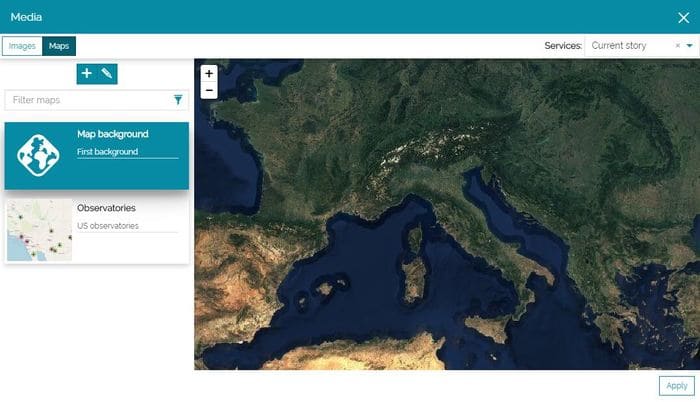 Media
Images Maps Services: Current story × 
Filter maps
+
−
Map background
First background
Observatories
US observatories
Apply